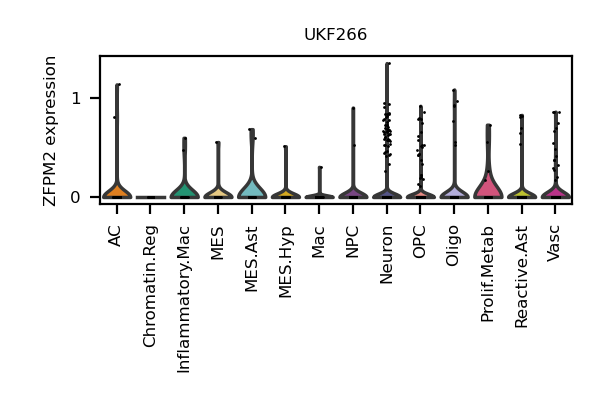 UKF266
ZFPM2 expression
1
0
AC
Chromatin.Reg
Inflammatory.Mac
MES
MES.Ast
MES.Hyp
Mac
NPC
Neuron
OPC
Oligo
Prolif.Metab
Reactive.Ast
Vasc